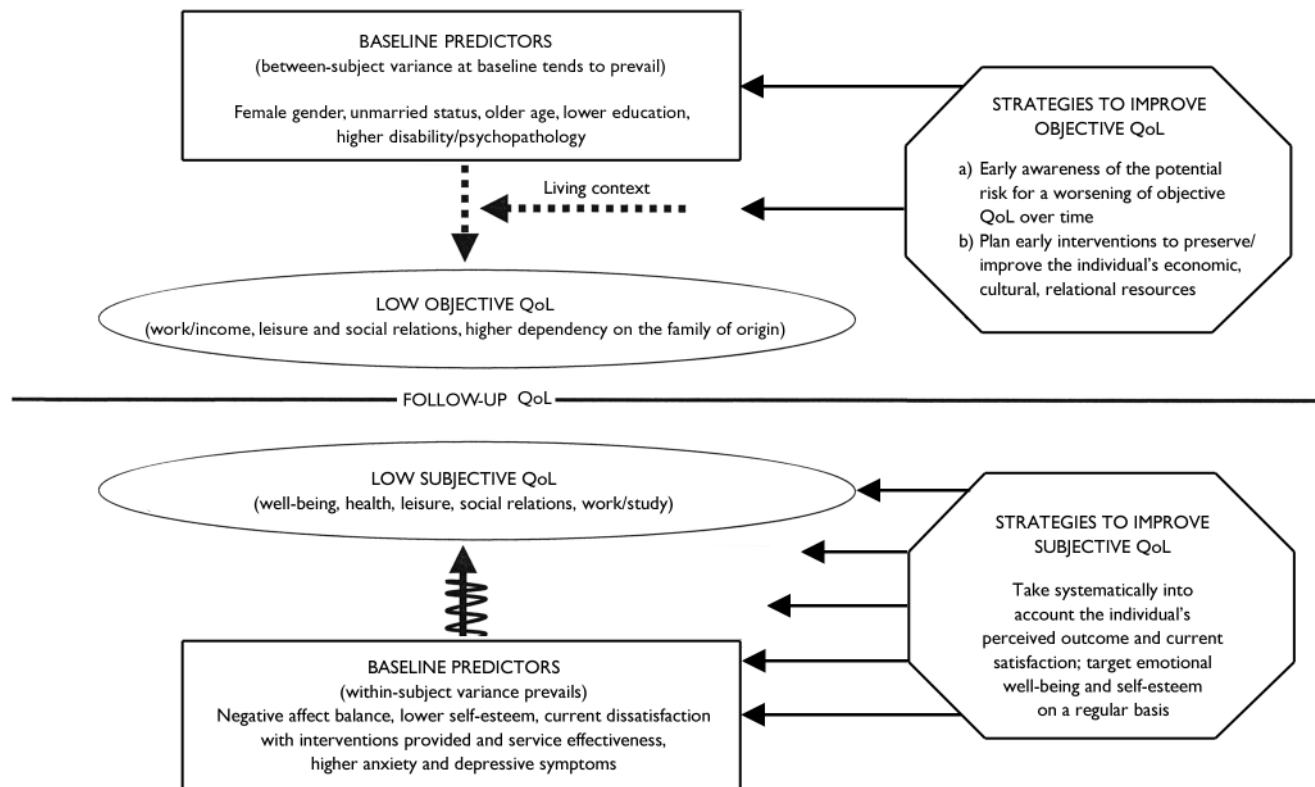 BASELINE PREDICTORS
(between-subject variance at baseline tends to prevail)
Female gender, unmarried status, older age, lower education,
higher disability/psychopathology
Living context
LOW OBJECTIVE QoL
(work/income, leisure and social relations, higher dependency on the family of origin)
STRATEGIES TO IMPROVE
OBJECTIVE QoL
a) Early awareness of the potential
risk for a worsening of objective
QoL over time
b) Plan early interventions to preserve/
improve the individual's economic,
cultural, relational resources
FOLLOW-UP QoL
LOW SUBJECTIVE QoL
(well-being, health, leisure, social relations, work/study)
BASELINE PREDICTORS
(within-subject variance prevails)
Negative affect balance, lower self-esteem, current dissatisfaction
with interventions provided and service effectiveness,
higher anxiety and depressive symptoms
STRATEGIES TO IMPROVE
SUBJECTIVE QoL
Take systematically into
account the individual's
perceived outcome and current
satisfaction; target emotional
well-being and self-esteem
on a regular basis